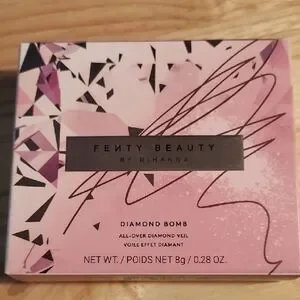 FENTY BEAUTY
BY RIHANNA
DIAMOND BOMB
ALL-OVER DIAMOND VEIL
VOILE EFFET DIAMANT
NET WT. / POIDS NET 8g / 0.28 OZ.